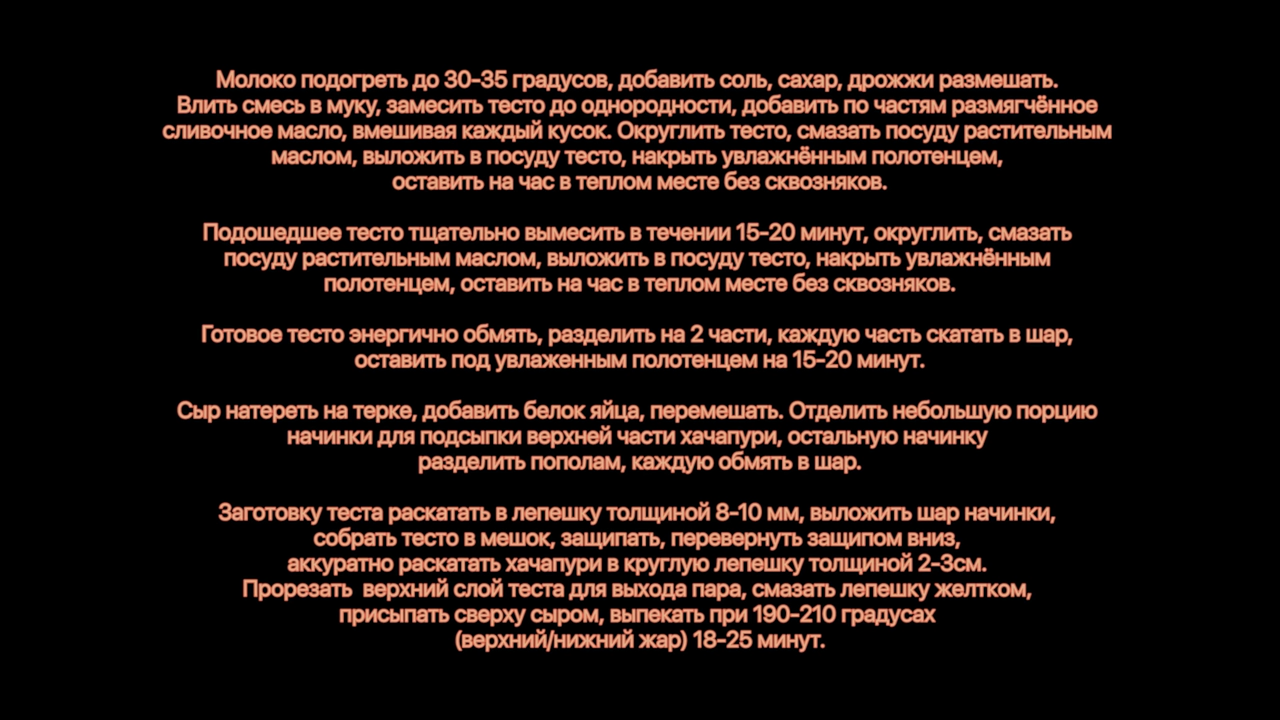 Молоко подогреть до 30-35 градусов, добавить соль, сахар, дрожжи размешать.
Влить смесь в муку, замесить тесто до однородности, добавить по частям размягчённое
сливочное масло, вмешивая каждый кусок. Округлить тесто, смазать посуду растительным
маслом, выложить в посуду тесто, накрыть увлажнённым полотенцем,
оставить на час в теплом месте без сквозняков.
Подошедшее тесто тщательно вымесить в течении 15-20 минут, округлить, смазать
посуду растительным маслом, выложить в посуду тесто, накрыть увлажнённым
полотенцем, оставить на час в теплом месте без сквозняков.
Готовое тесто энергично обмять, разделить на 2 части, каждую часть скатать в шар,
оставить под увлаженным полотенцем на 15-20 минут.
Сыр натереть на терке, добавить белок яйца, перемешать. Отделить небольшую порцию
начинки для подсыпки верхней части хачапури, остальную начинку
разделить пополам, каждую обмять в шар.
Заготовку теста раскатать в лепешку толщиной 8-10 мм, выложить шар начинки,
собрать тесто в мешок, защипать, перевернуть защипом вниз,
аккуратно раскатать хачапури в круглую лепешку толщиной 2-3см.
Прорезать  верхний слой теста для выхода пара, смазать лепешку желтком,
присыпать сверху сыром, выпекать при 190-210 градусах
(верхний/нижний жар) 18-25 минут.